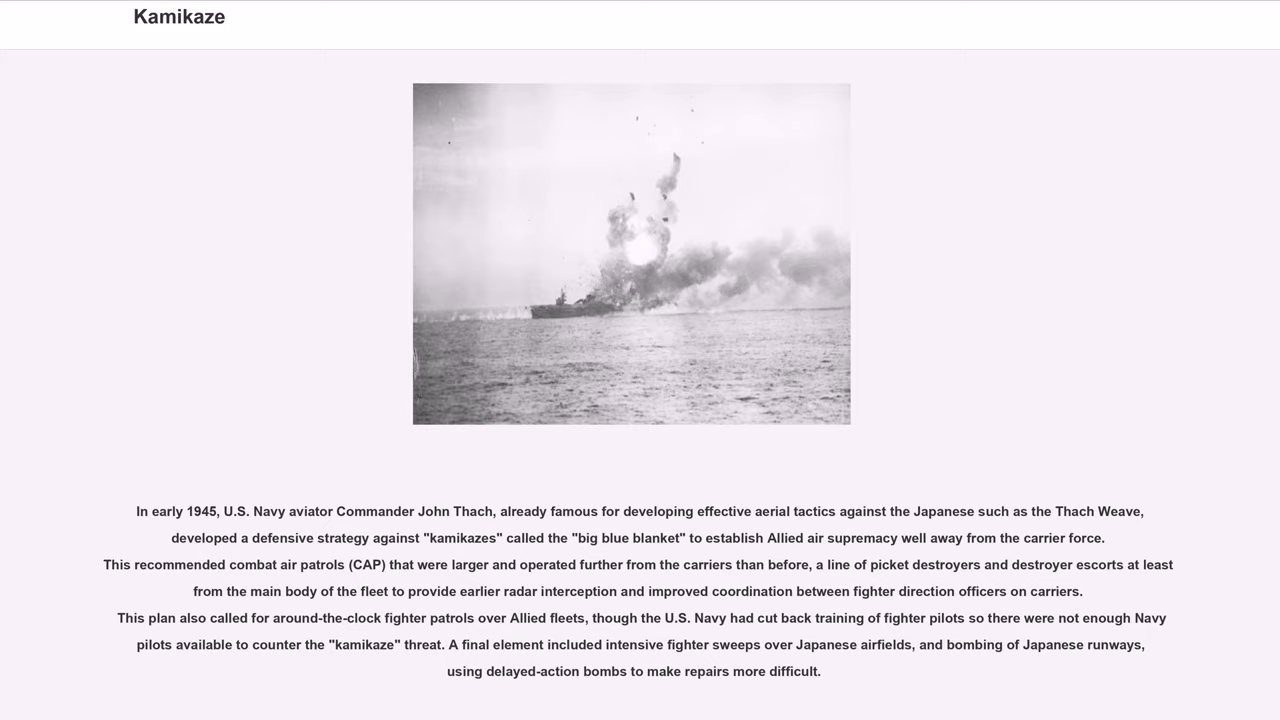 Kamikaze
In early 1945, U.S. Navy aviator Commander John Thach, already famous for developing effective aerial tactics against the Japanese such as the Thach Weave,
developed a defensive strategy against "kamikazes" called the "big blue blanket" to establish Allied air supremacy well away from the carrier force.
This recommended combat air patrols (CAP) that were larger and operated further from the carriers than before, a line of picket destroyers and destroyer escorts at least
from the main body of the fleet to provide earlier radar interception and improved coordination between fighter direction officers on carriers.
This plan also called for around-the-clock fighter patrols over Allied fleets, though the U.S. Navy had cut back training of fighter pilots so there were not enough Navy
pilots available to counter the "kamikaze" threat. A final element included intensive fighter sweeps over Japanese airfields, and bombing of Japanese runways,
using delayed-action bombs to make repairs more difficult.